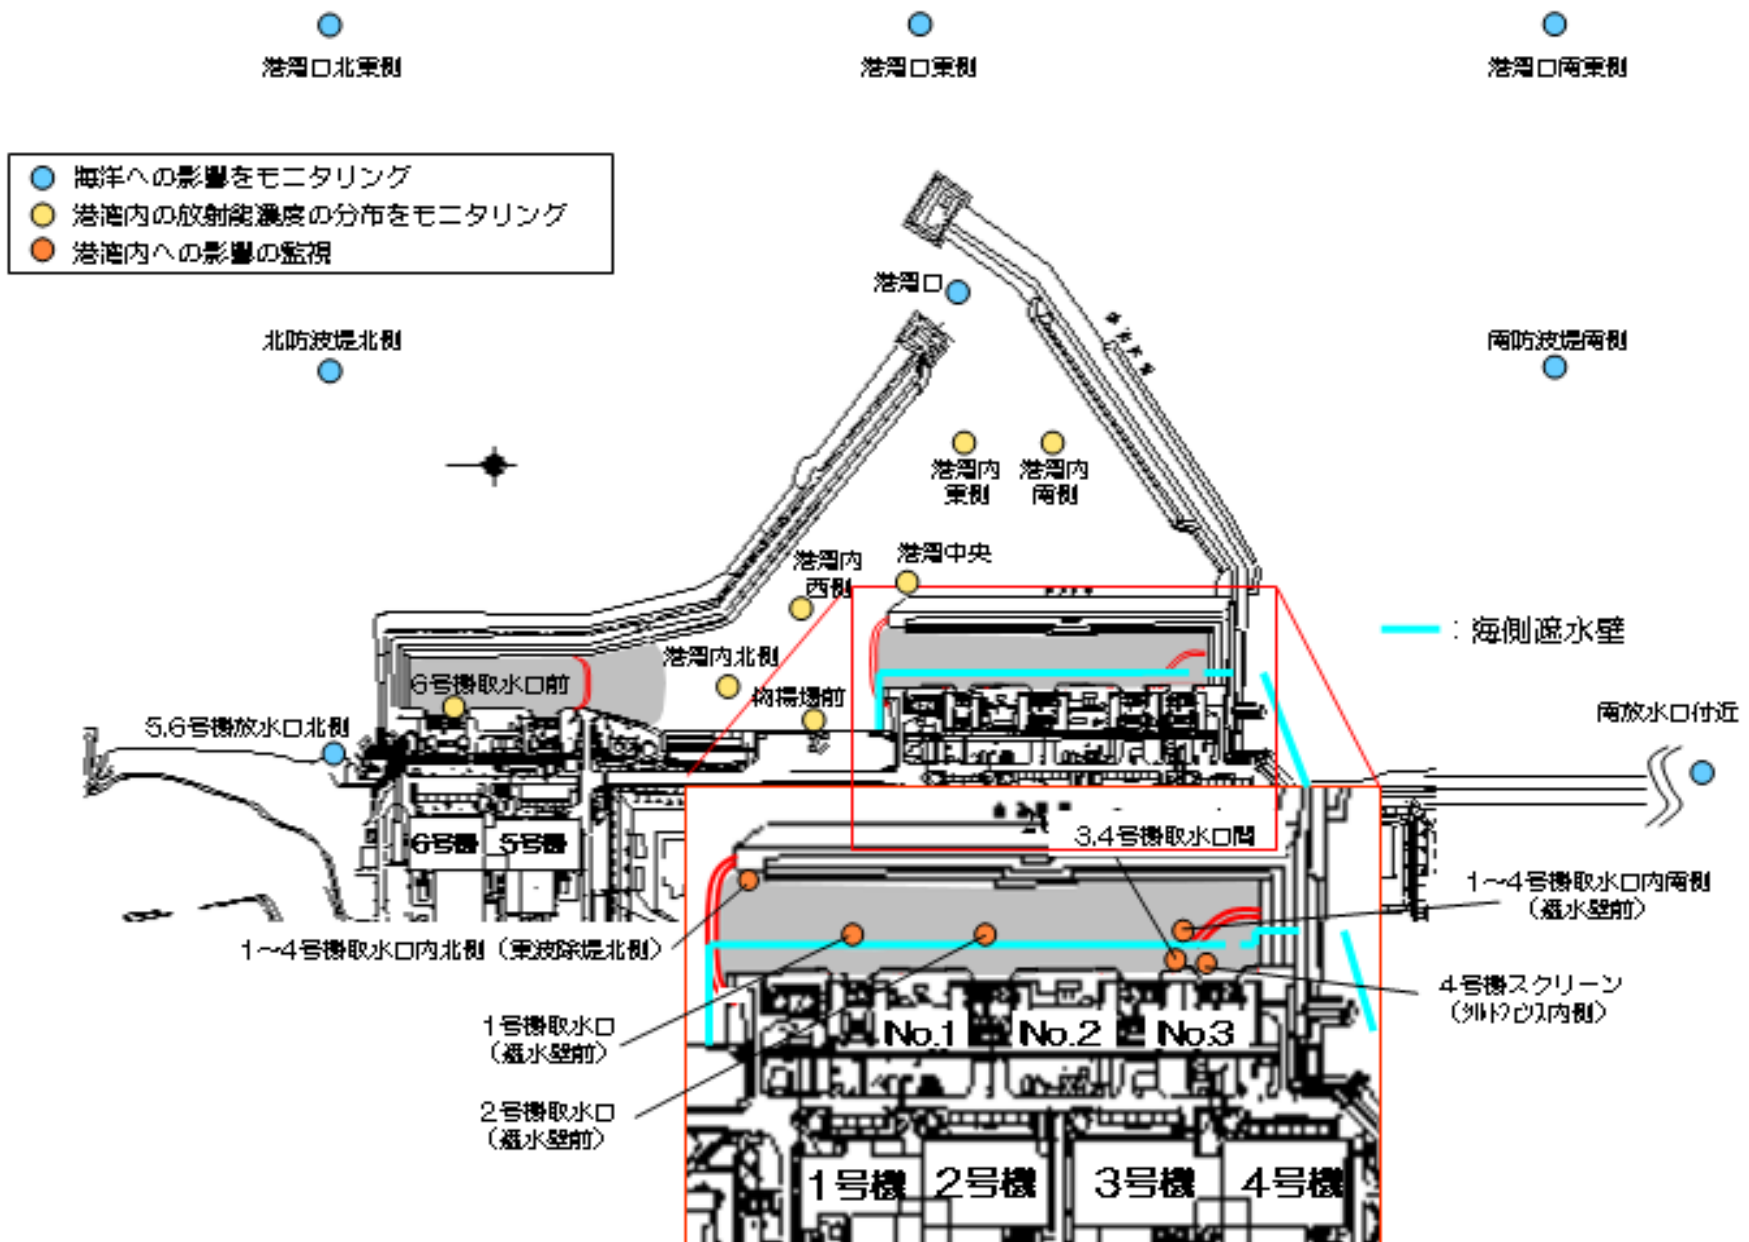 港湾口北東側
港湾口東側
港湾口南東側
海洋への影響をモニタリング
港湾内の放射能濃度の分布をモニタリング
港湾内への影響の監視
港湾口
北防波堤北側
南防波堤南側
港湾内
東側
港湾内
南側
港湾中央
港湾内
西側
：海側遮水壁
港湾内北側
6号機取水口前
物揚場前
南放水口付近
5,6号機放水口北側
6号機
5号機
3,4号機取水口間
1～4号機取水口内南側
（遮水壁前）
1～4号機取水口内北側（東波除堤北側）
4号機スクリーン
（シルトフェンス内側）
1号機取水口
（遮水壁前）
No.1
No.2
No.3
2号機取水口
（遮水壁前）
1号機
2号機
3号機
4号機